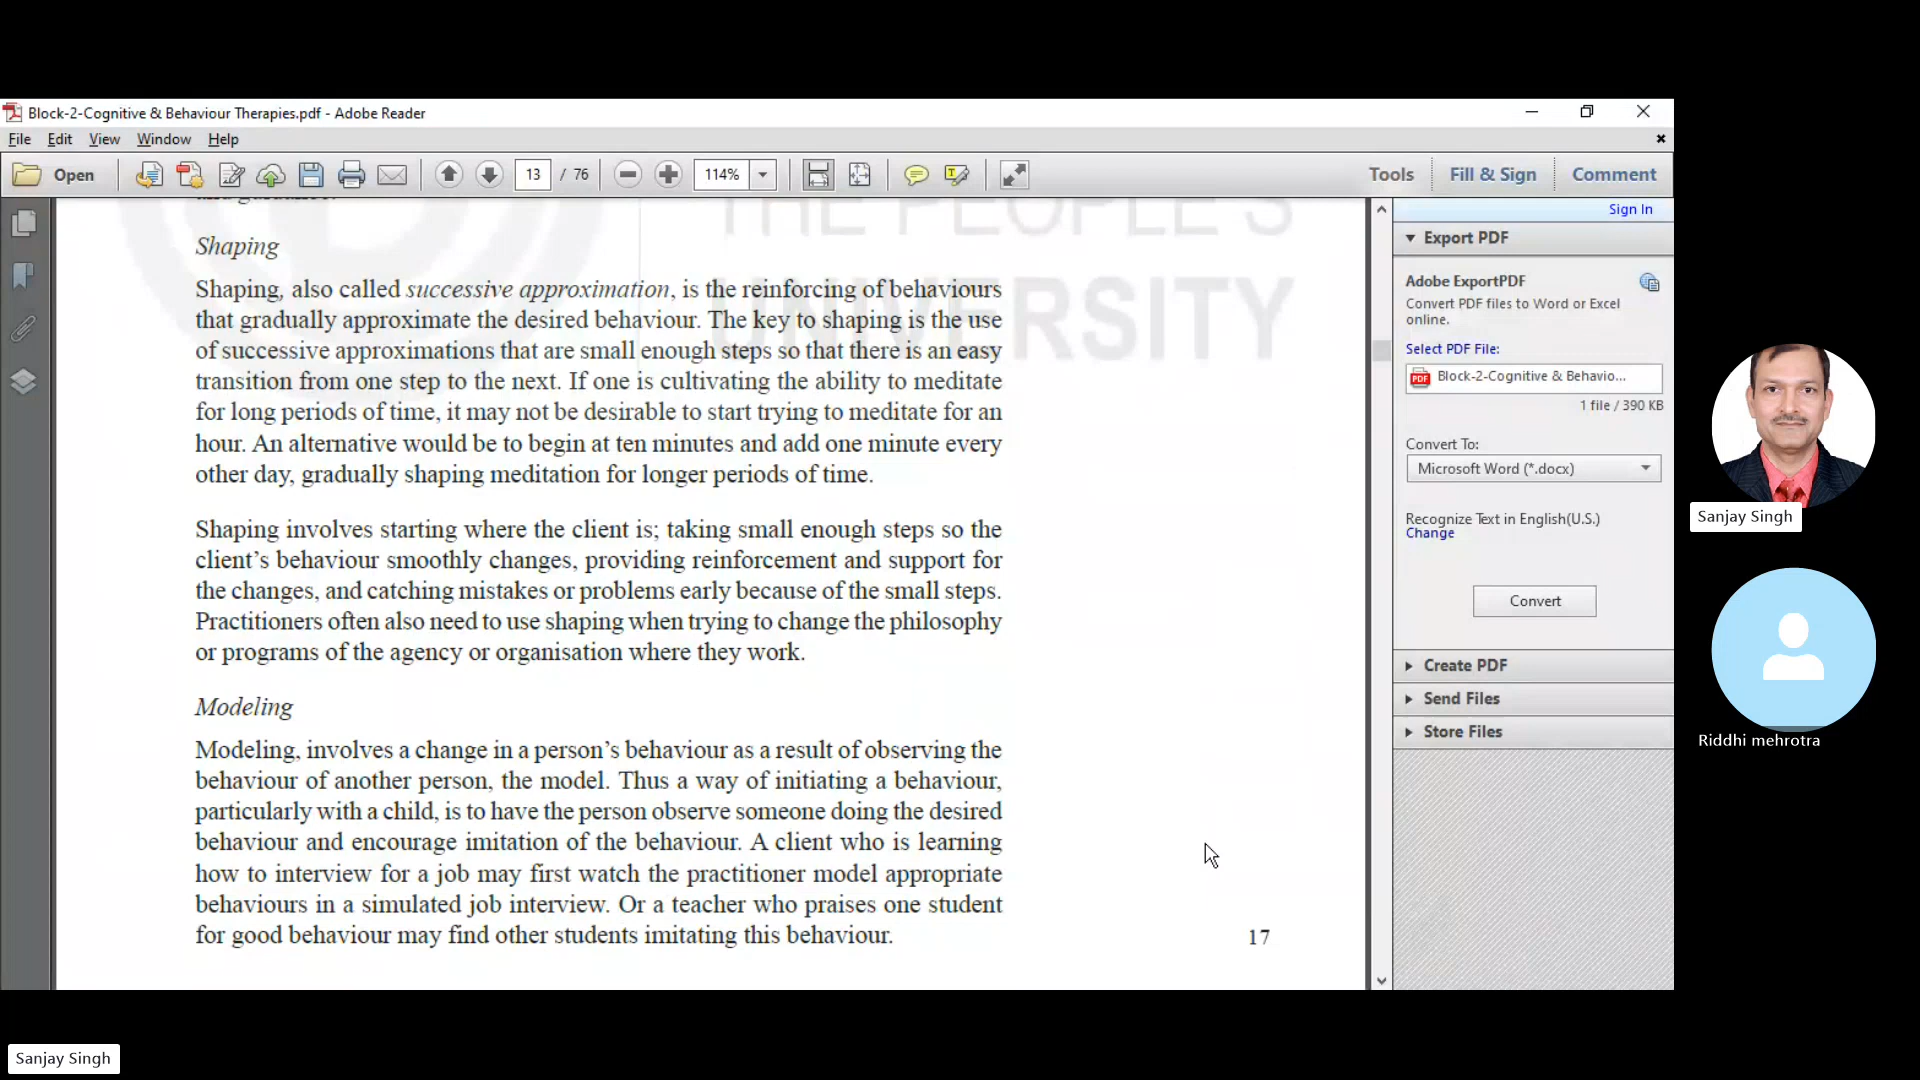 Block-2-Cognitive & Behaviour Therapies.pdf - Adobe Reader
File Edit View Window Help
Open 13 / 76 114% Tools Fill & Sign Comment
Sign In
THE PEOPLE'S
UNIVERSITY
Shaping
Shaping, also called successive approximation, is the reinforcing of behaviours
that gradually approximate the desired behaviour. The key to shaping is the use
of successive approximations that are small enough steps so that there is an easy
transition from one step to the next. If one is cultivating the ability to meditate
for long periods of time, it may not be desirable to start trying to meditate for an
hour. An alternative would be to begin at ten minutes and add one minute every
other day, gradually shaping meditation for longer periods of time.
Shaping involves starting where the client is; taking small enough steps so the
client's behaviour smoothly changes, providing reinforcement and support for
the changes, and catching mistakes or problems early because of the small steps.
Practitioners often also need to use shaping when trying to change the philosophy
or programs of the agency or organisation where they work.
Modeling
Modeling, involves a change in a person's behaviour as a result of observing the
behaviour of another person, the model. Thus a way of initiating a behaviour,
particularly with a child, is to have the person observe someone doing the desired
behaviour and encourage imitation of the behaviour. A client who is learning
how to interview for a job may first watch the practitioner model appropriate
behaviours in a simulated job interview. Or a teacher who praises one student
for good behaviour may find other students imitating this behaviour.
17
Export PDF
Adobe ExportPDF
Convert PDF files to Word or Excel
online.
Select PDF File:
PDF Block-2-Cognitive & Behavio...
1 file / 390 KB
Convert To:
Microsoft Word (*.docx)
Recognize Text in English(U.S.)
Change
Convert
Create PDF
Send Files
Store Files
Sanjay Singh
Riddhi mehrotra
Sanjay Singh